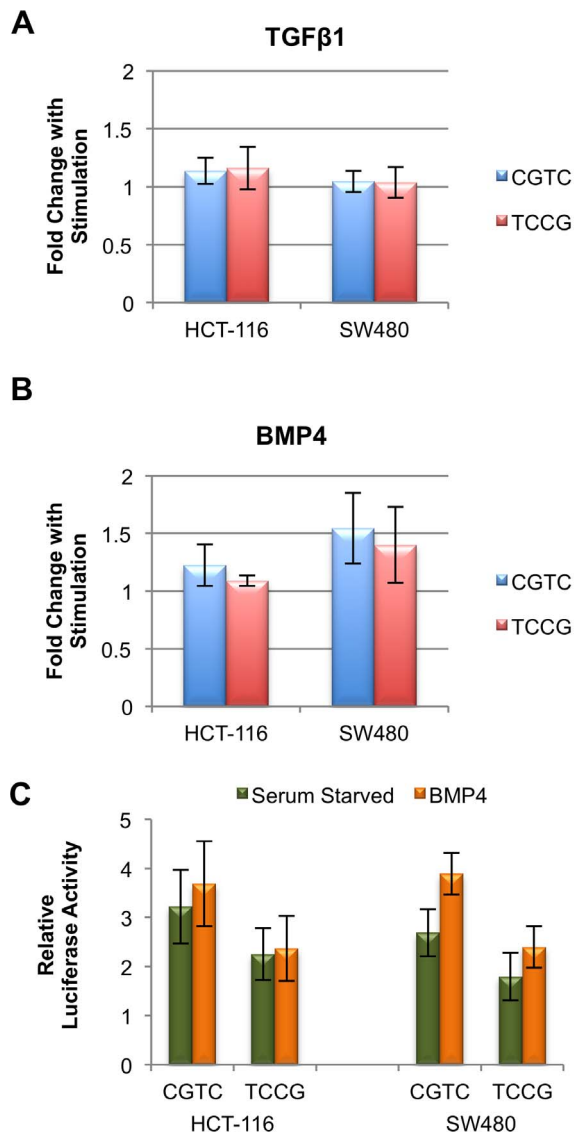 A
TGFβ1
Fold Change with
Stimulation
2
1.5
1
0.5
0
HCT-116 SW480
CGTC
TCCG
B
BMP4
Fold Change with
Stimulation
2
1.5
1
0.5
0
HCT-116 SW480
CGTC
TCCG
C
Serum Starved BMP4
Relative
Luciferase Activity
5
4
3
2
1
0
CGTC TCCG CGTC TCCG
HCT-116 SW480